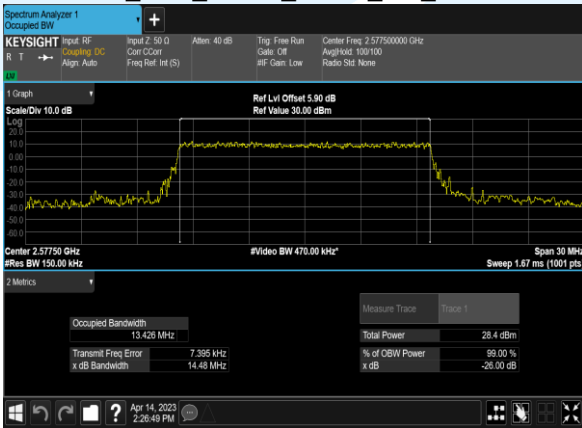 Spectrum Analyzer 1
Occupied BW
+
KEYSIGHT
R T
LXI
Input: RF
Coupling: DC
Align: Auto
Input Z: 50 Ω
Corr CCorr
Freq Ref: Int (S)
Atten: 40 dB
Trig: Free Run
Gate: Off
#IF Gain: Low
Center Freq: 2.577500000 GHz
Avg|Hold: 100/100
Radio Std: None
1 Graph
Scale/Div 10.0 dB
Ref Lvl Offset 5.90 dB
Ref Value 30.00 dBm
Log
20.0
10.0
0.00
-10.0
-20.0
-30.0
-40.0
-50.0
-60.0
Center 2.57750 GHz
#Res BW 150.00 kHz
#Video BW 470.00 kHz*
Span 30 MHz
Sweep 1.67 ms (1001 pts
2 Metrics
Measure Trace
Trace 1
Occupied Bandwidth
13.426 MHz
Total Power
28.4 dBm
Transmit Freq Error
7.395 kHz
% of OBW Power
99.00 %
x dB Bandwidth
14.48 MHz
x dB
-26.00 dB
?
Apr 14, 2023
2:26:49 PM